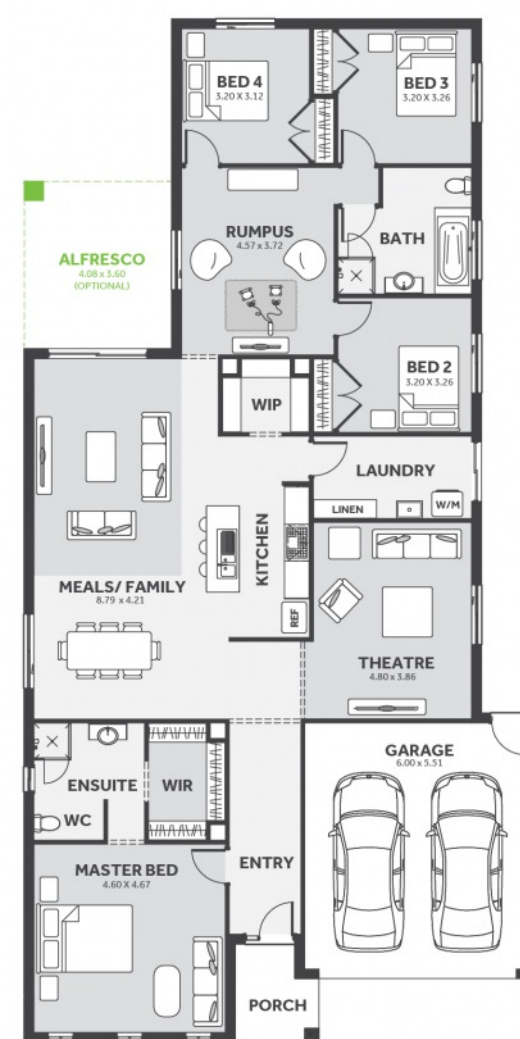 BED 4
3.20 X 3.12
BED 3
3.20 X 3.26
RUMPUS
4.57 x 3.72
BATH
ALFRESCO
4.08 x 3.60
(OPTIONAL)
BED 2
3.20 X 3.26
WIP
LAUNDRY
LINEN
W/M
KITCHEN
MEALS/ FAMILY
8.79 x 4.21
REF
THEATRE
4.80 x 3.86
GARAGE
6.00 x 5.51
ENSUITE
WIR
WC
MASTER BED
4.60 X 4.67
ENTRY
PORCH